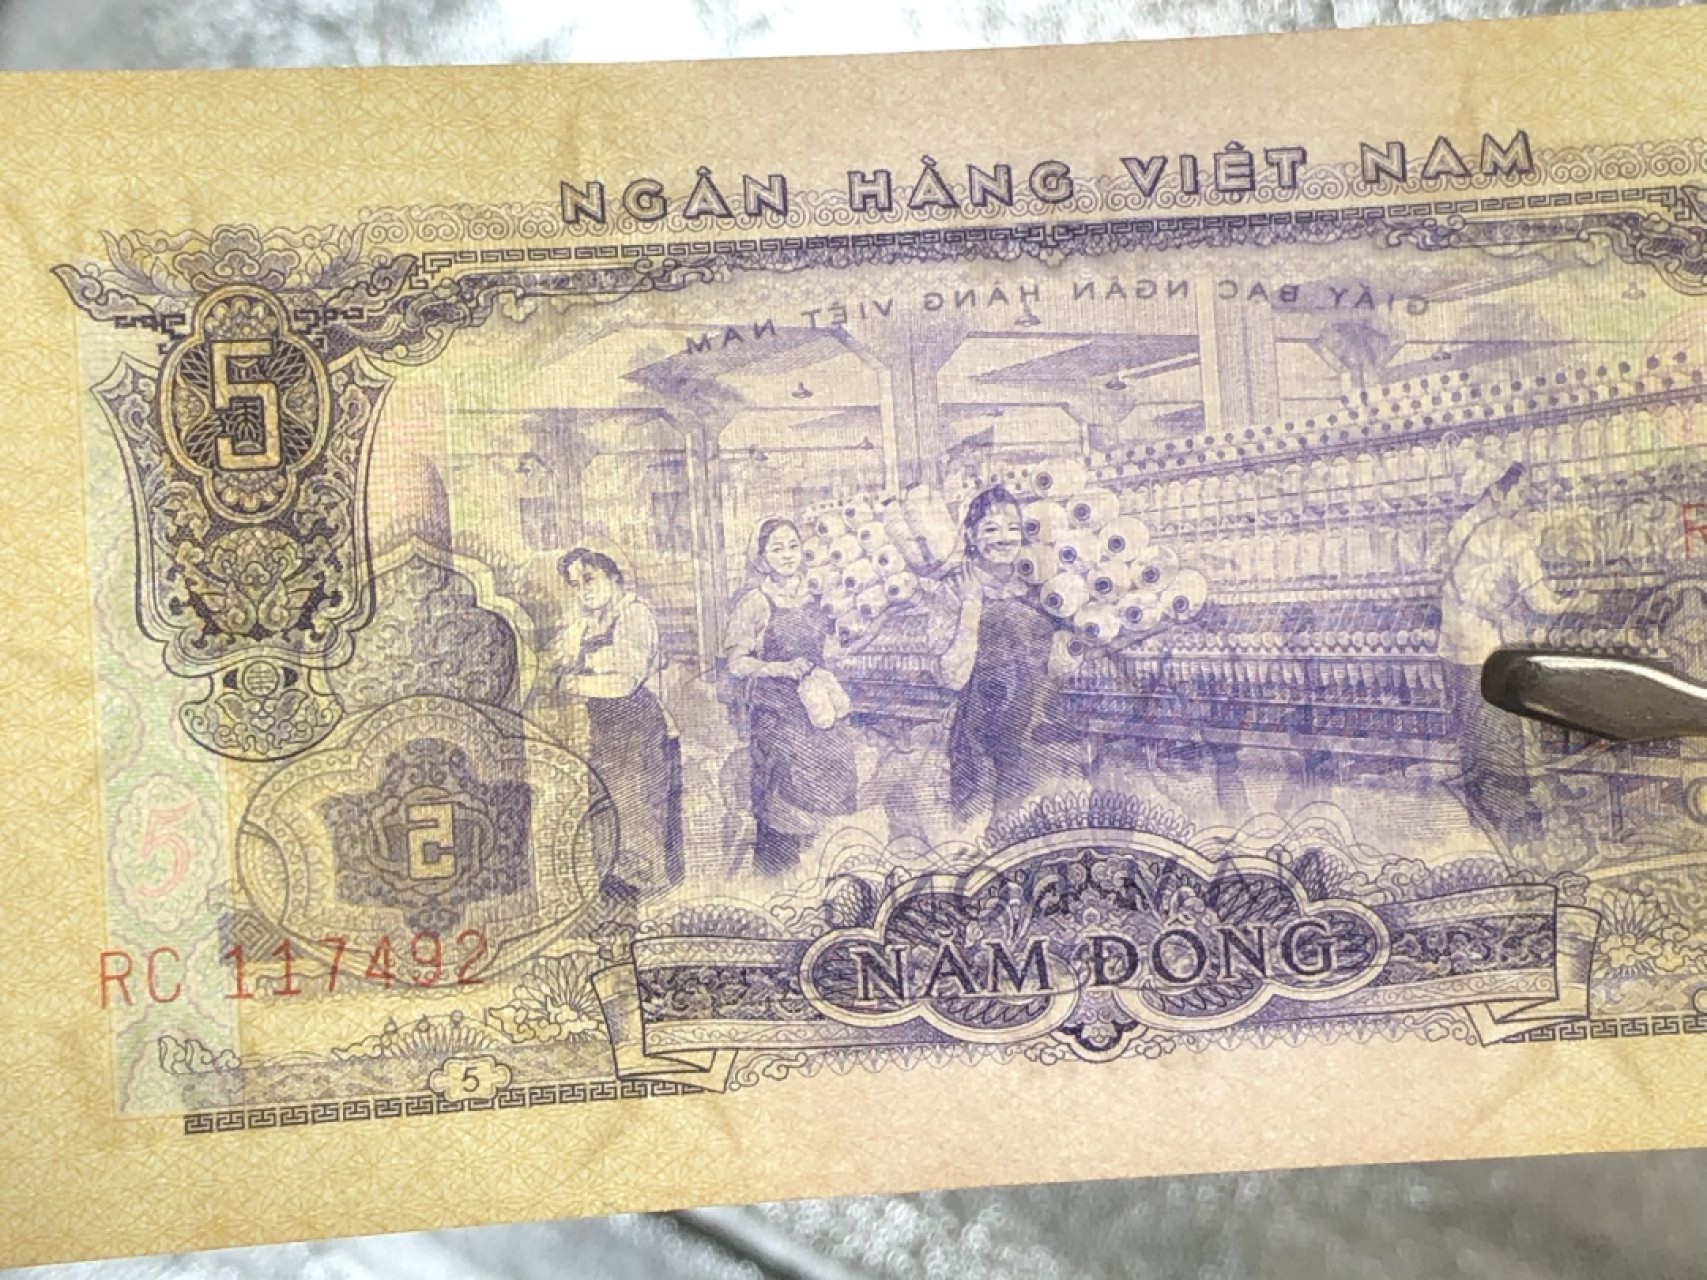 NGÂN HÀNG VIỆT NAM
GIẤY BẠC NGÂN HÀNG VIỆT NAM
5
5
5
RC 117492
NĂM ĐỒNG
5